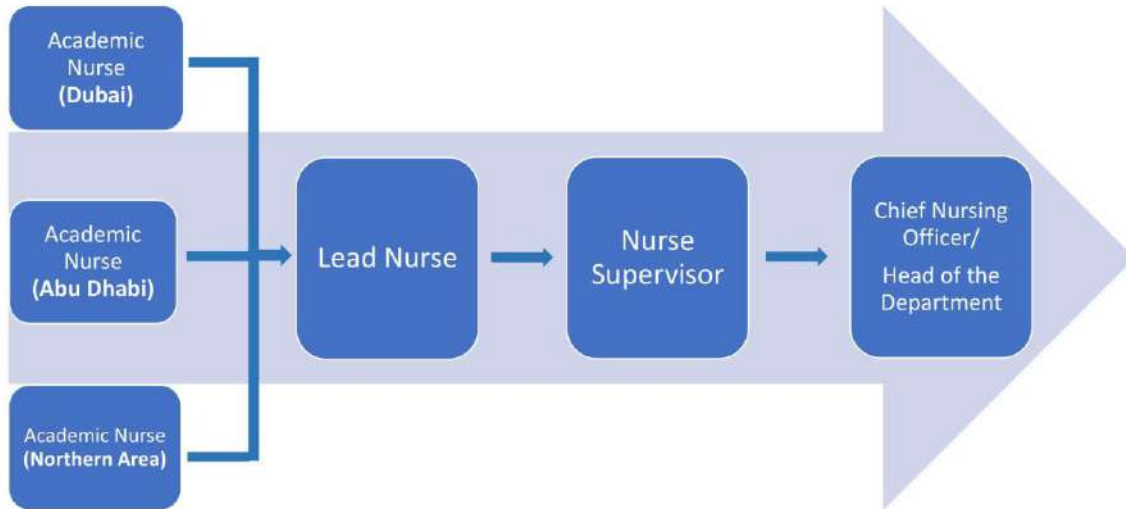 Academic
Nurse
(Dubai)
Academic
Nurse
(Abu Dhabi)
Academic Nurse
(Northern Area)
Lead Nurse
Nurse
Supervisor
Chief Nursing
Officer/
Head of the
Department